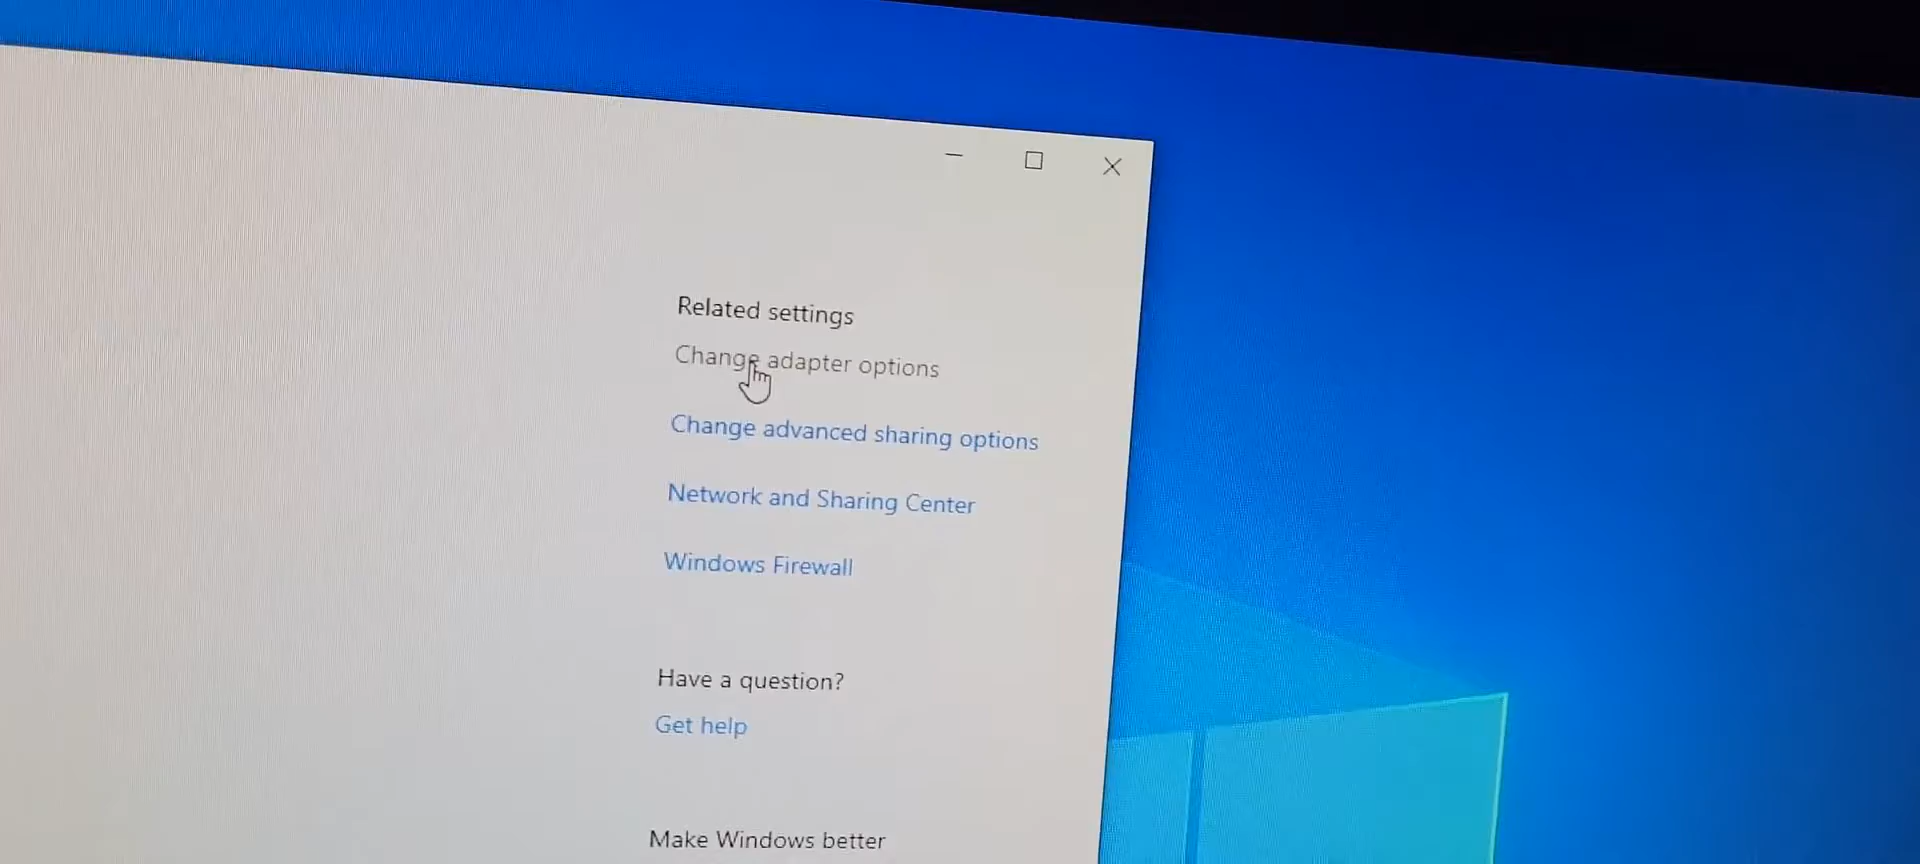 Related settings
Change adapter options
Change advanced sharing options
Network and Sharing Center
Windows Firewall
Have a question?
Get help
Make Windows better